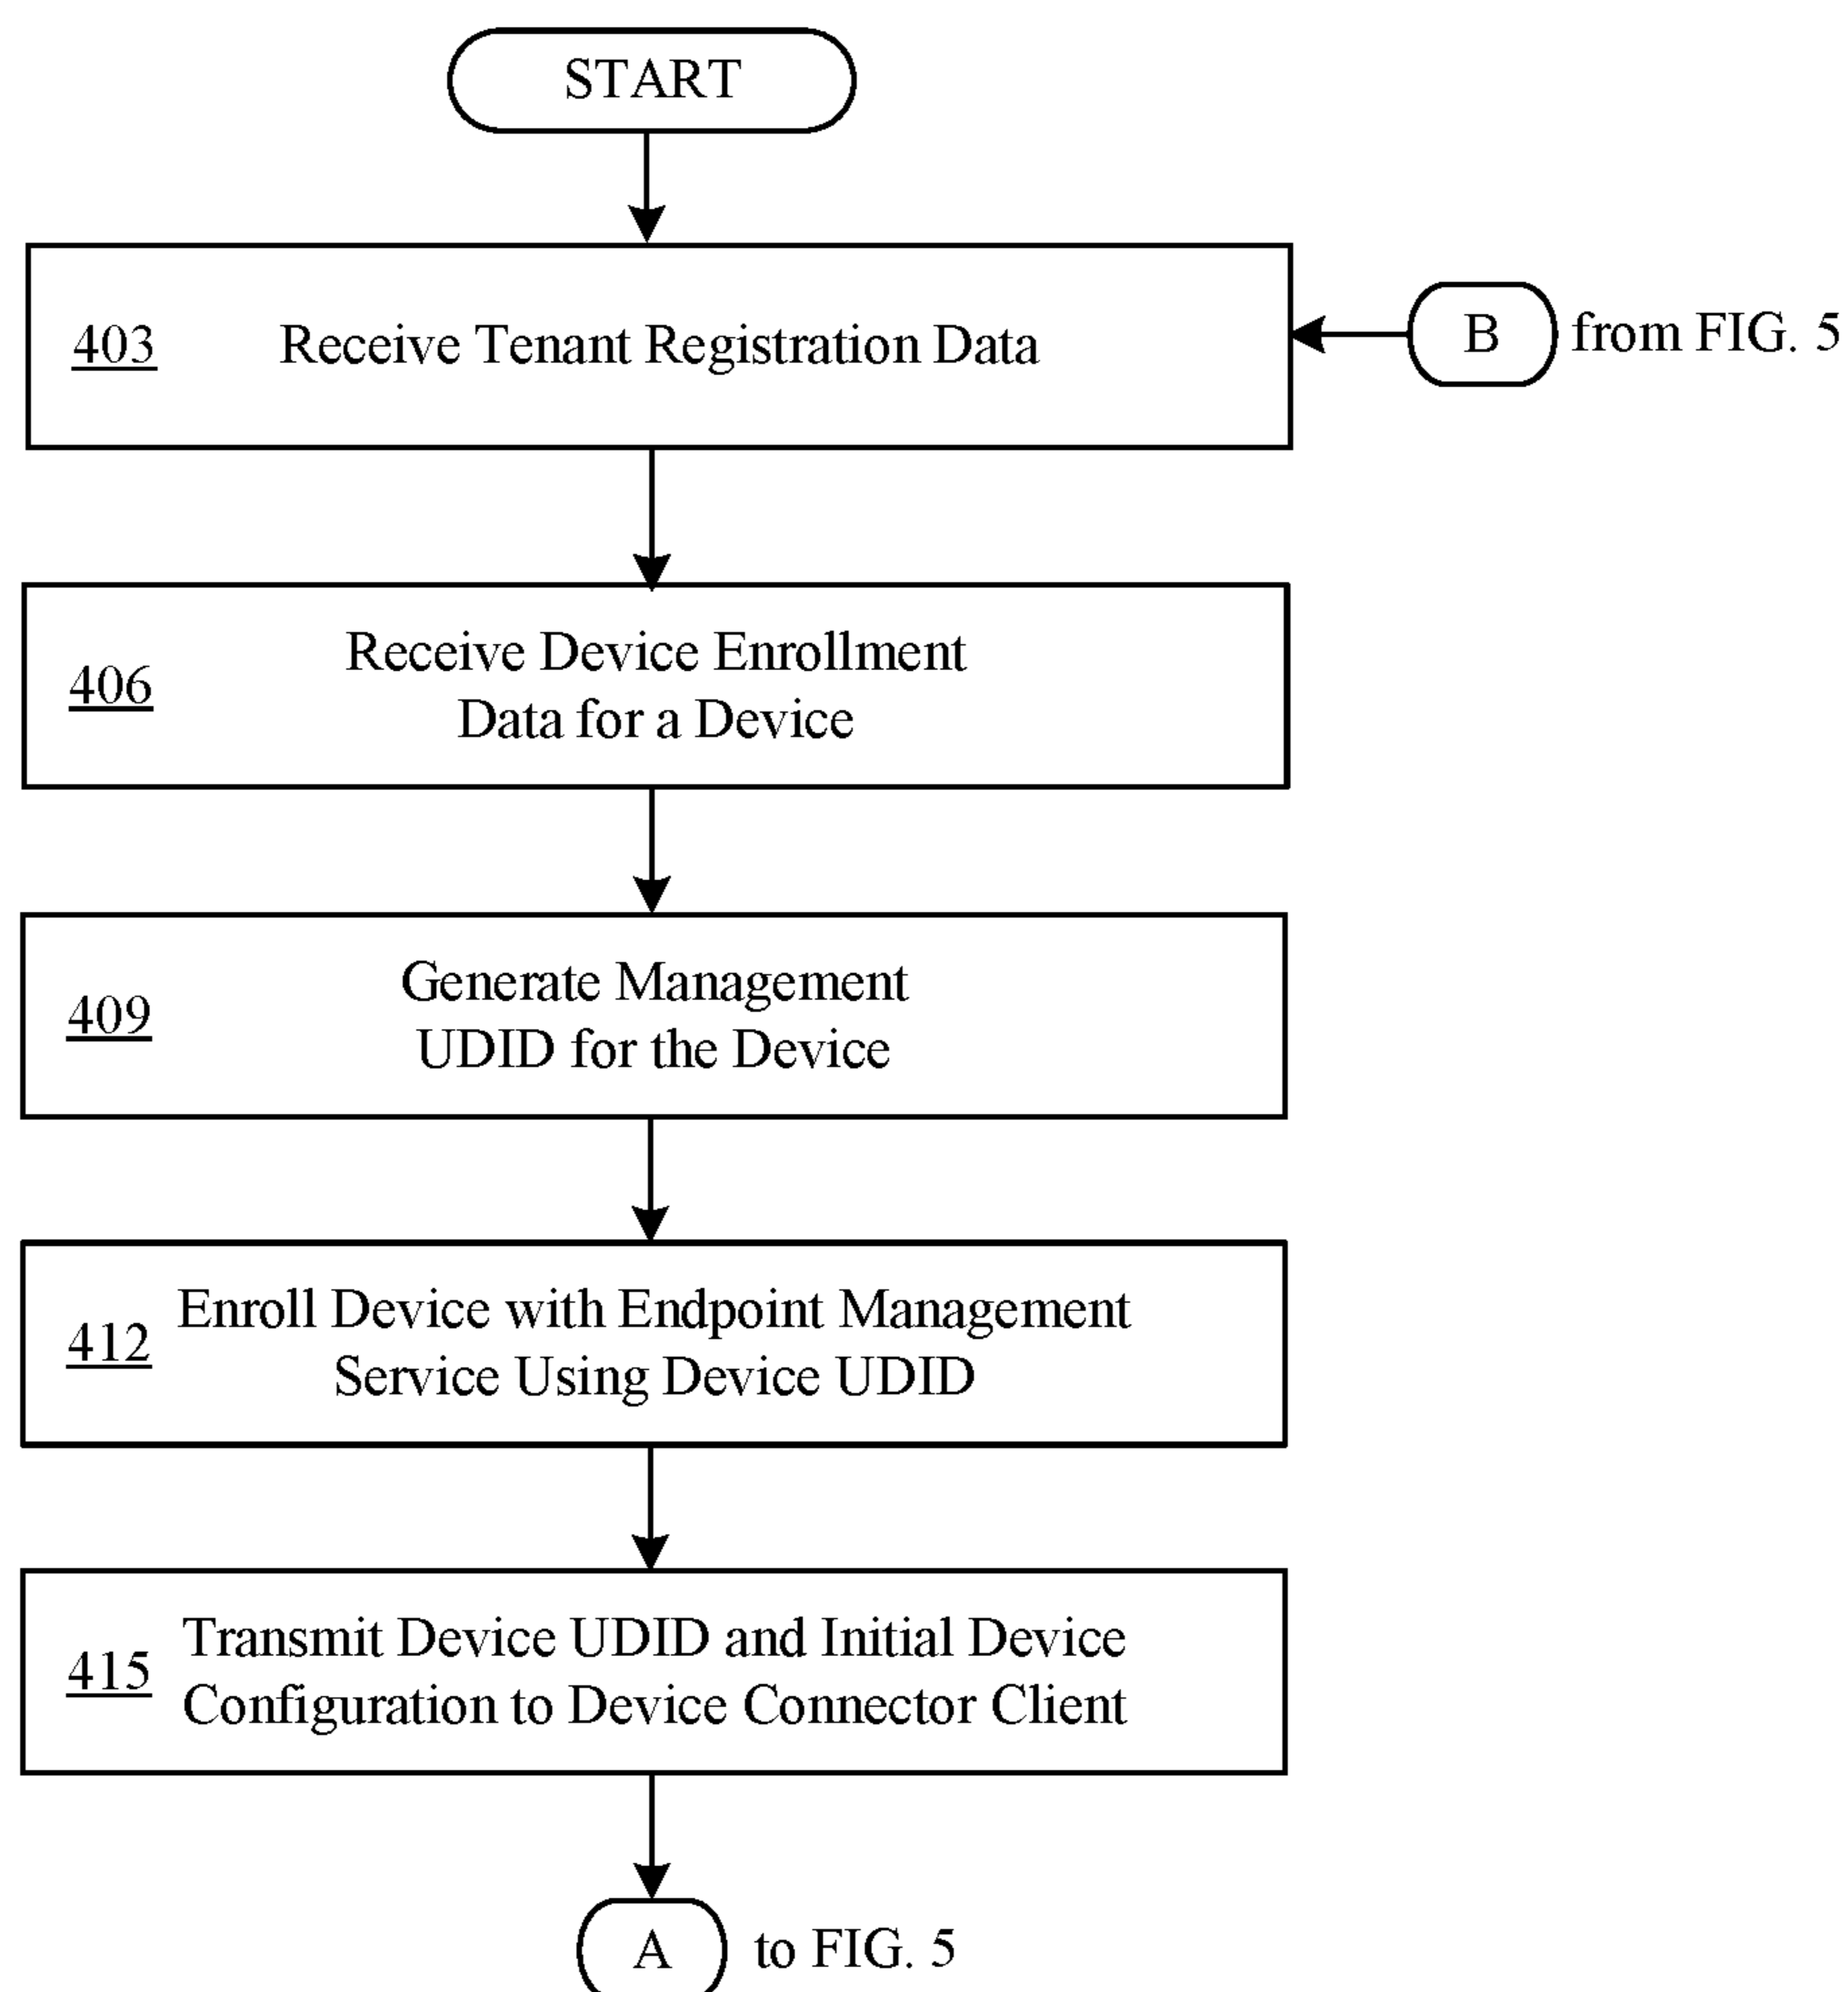 START
403
Receive Tenant Registration Data
B
from FIG. 5
406
Receive Device Enrollment
Data for a Device
409
Generate Management
UDID for the Device
412
Enroll Device with Endpoint Management
Service Using Device UDID
415
Transmit Device UDID and Initial Device
Configuration to Device Connector Client
A
to FIG. 5